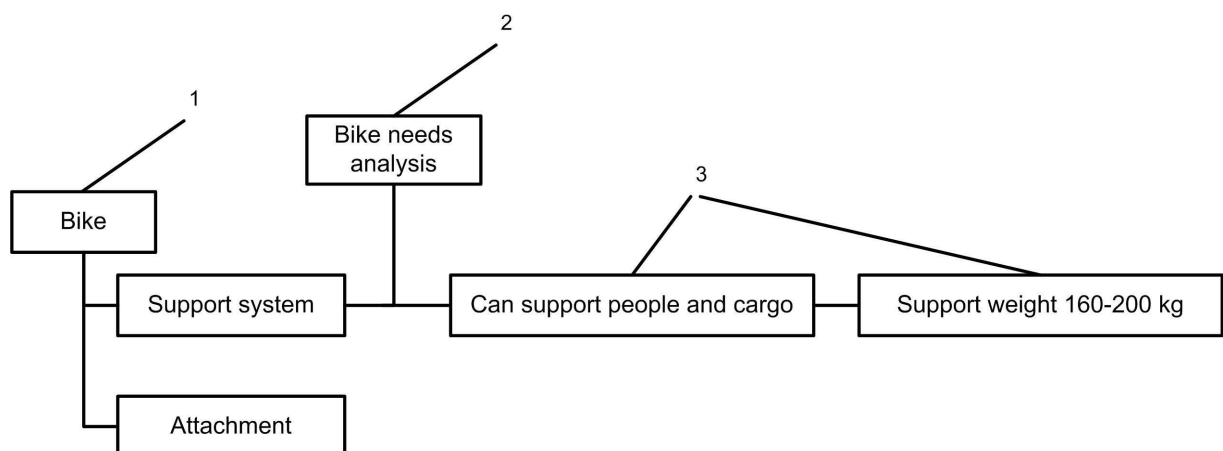 2
1
Bike needs
analysis
3
Bike
Support system
Can support people and cargo
Support weight 160-200 kg
Attachment